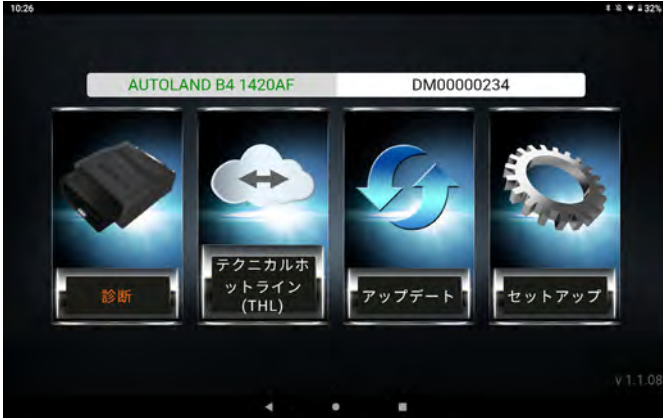 10:26
32%
AUTOLAND B4 1420AF
DM00000234
診断
テクニカルホ
ットライン
(THL)
アップデート
セットアップ
v 1.1.08